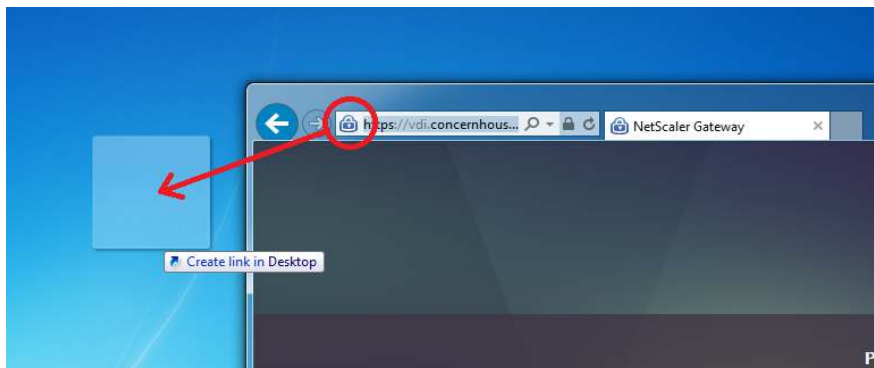 https://vdi.concernhous...
NetScaler Gateway
Create link in Desktop
P